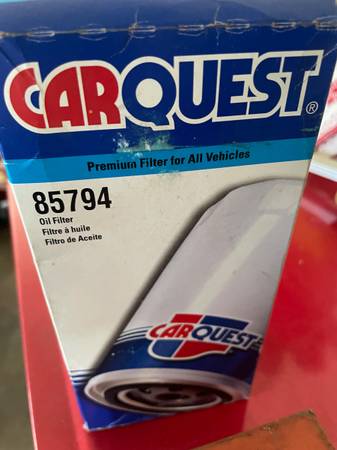 CARQUEST®
Premium Filter for All Vehicles
85794
Oil Filter
Filtre à huile
Filtro de Aceite
CARQUEST